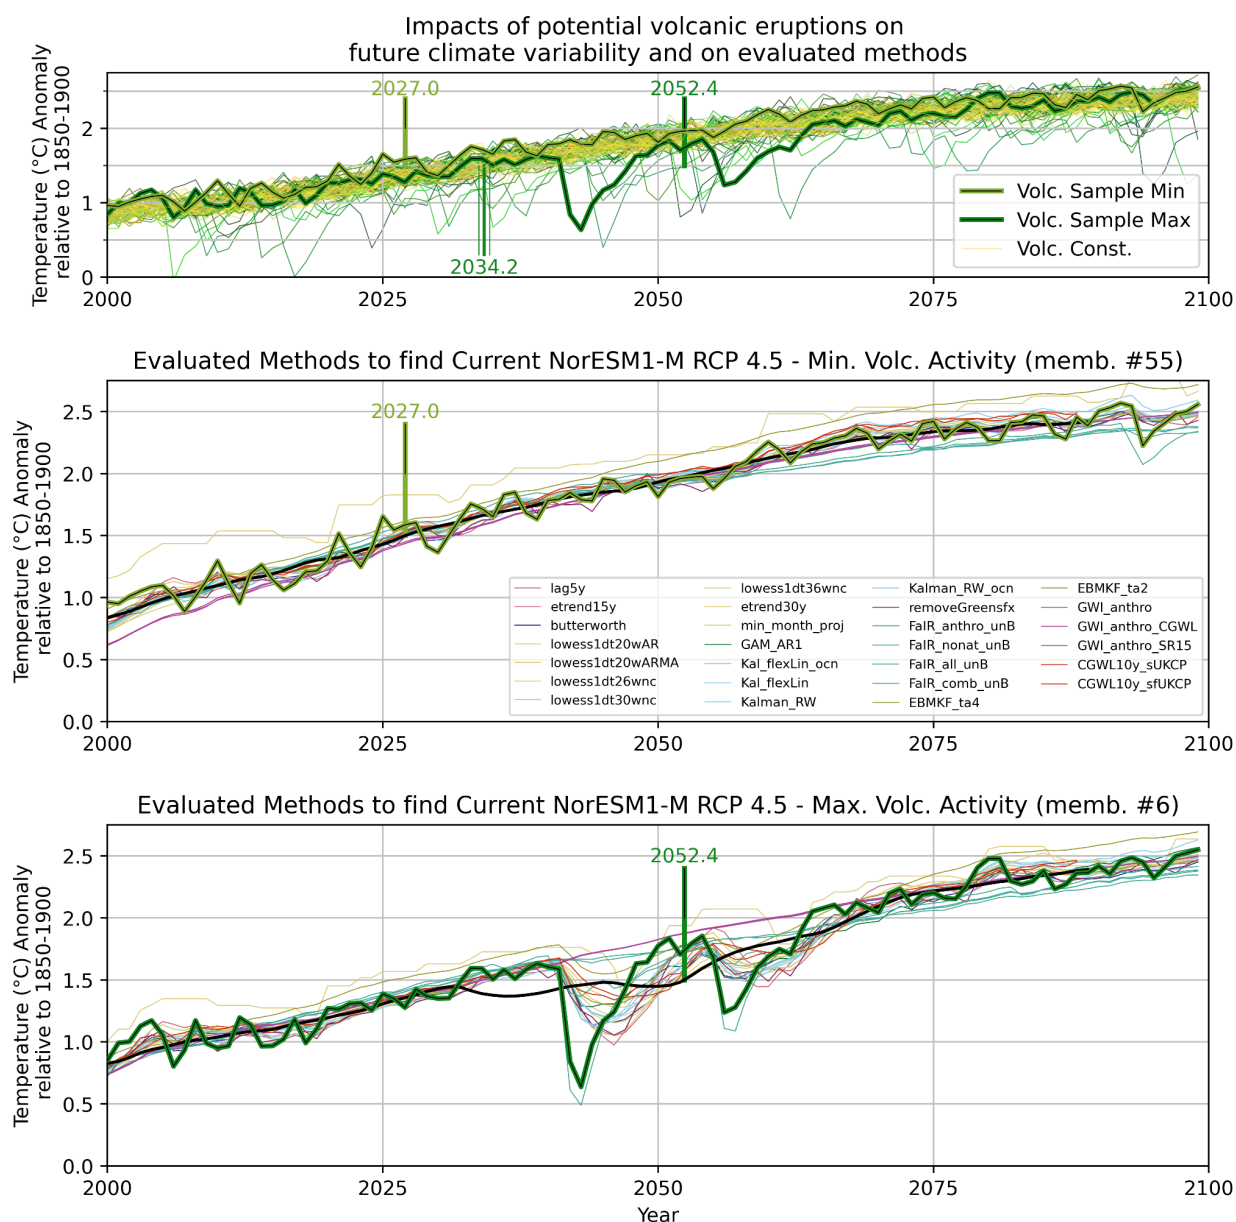 Impacts of potential volcanic eruptions on
future climate variability and on evaluated methods
Temperature (°C) Anomaly
relative to 1850-1900
2
1
0
2027.0
2052.4
2034.2
Volc. Sample Min
Volc. Sample Max
Volc. Const.
2000
2025
2050
2075
2100
Evaluated Methods to find Current NorESM1-M RCP 4.5 - Min. Volc. Activity (memb. #55)
Temperature (°C) Anomaly
relative to 1850-1900
2.5
2.0
1.5
1.0
0.5
0.0
2027.0
lag5y
etrend15y
butterworth
lowess1dt20wAR
lowess1dt20wARMA
lowess1dt26wnc
lowess1dt30wnc
lowess1dt36wnc
etrend30y
min_month_proj
GAM_AR1
Kal_flexLin_ocn
Kal_flexLin
Kalman_RW
Kalman_RW_ocn
removeGreensfx
FaIR_anthro_unB
FaIR_nonat_unB
FaIR_all_unB
FaIR_comb_unB
EBMKF_ta4
EBMKF_ta2
GWI_anthro
GWI_anthro_CGWL
GWI_anthro_SR15
CGWL10y_sUKCP
CGWL10y_sfUKCP
2000
2025
2050
2075
2100
Evaluated Methods to find Current NorESM1-M RCP 4.5 - Max. Volc. Activity (memb. #6)
Temperature (°C) Anomaly
relative to 1850-1900
2.5
2.0
1.5
1.0
0.5
0.0
2052.4
2000
2025
2050
2075
2100
Year